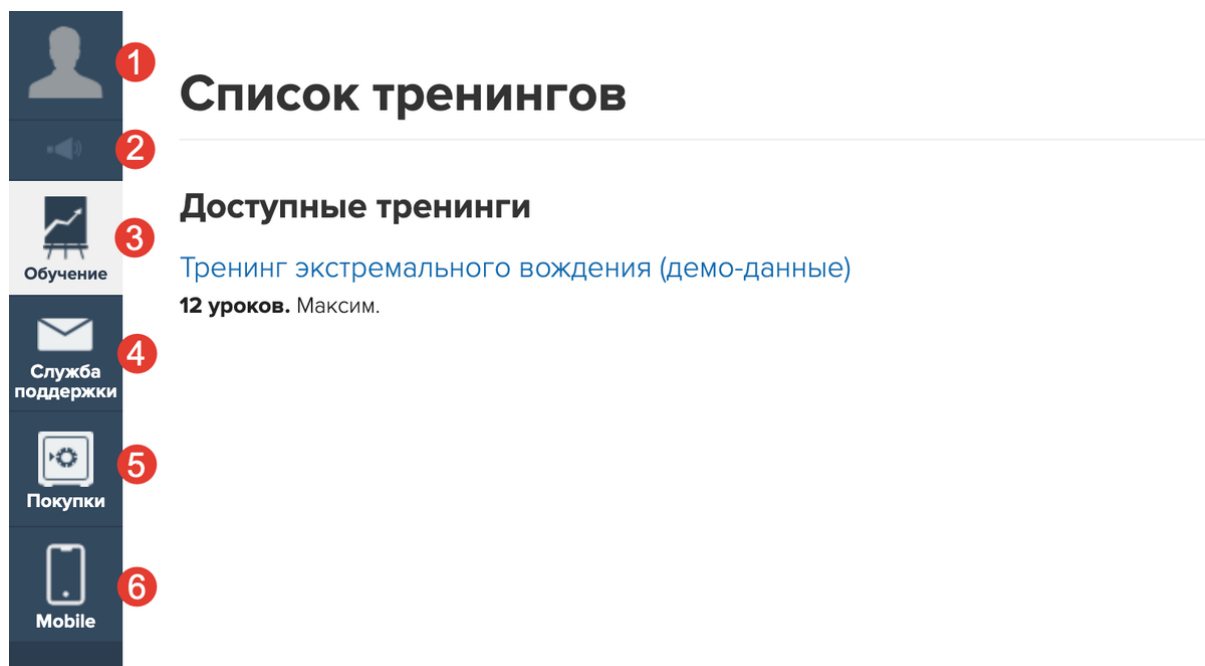 1
Список тренингов
2
Доступные тренинги
3
Обучение
Тренинг экстремального вождения (демо-данные)
12 уроков. Максим.
4
Служба
поддержки
5
Покупки
6
Mobile